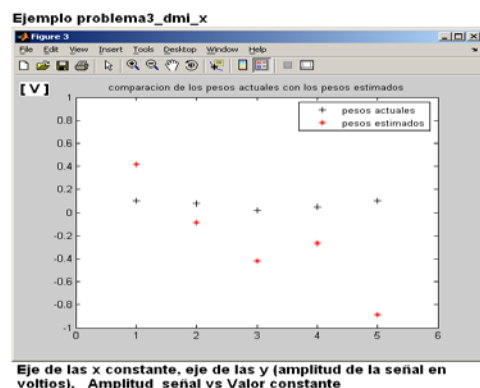 Ejemplo problema3_dmi_x
Figure 3
File Edit View Insert Tools Desktop Window Help
[ V ]
comparacion de los pesos actuales con los pesos estimados
pesos actuales
pesos estimados
1
0.8
0.6
0.4
0.2
0
-0.2
-0.4
-0.6
-0.8
-1
0 1 2 3 4 5 6
Eje de las x constante, eje de las y (amplitud de la señal en
voltios). Amplitud señal vs Valor constante